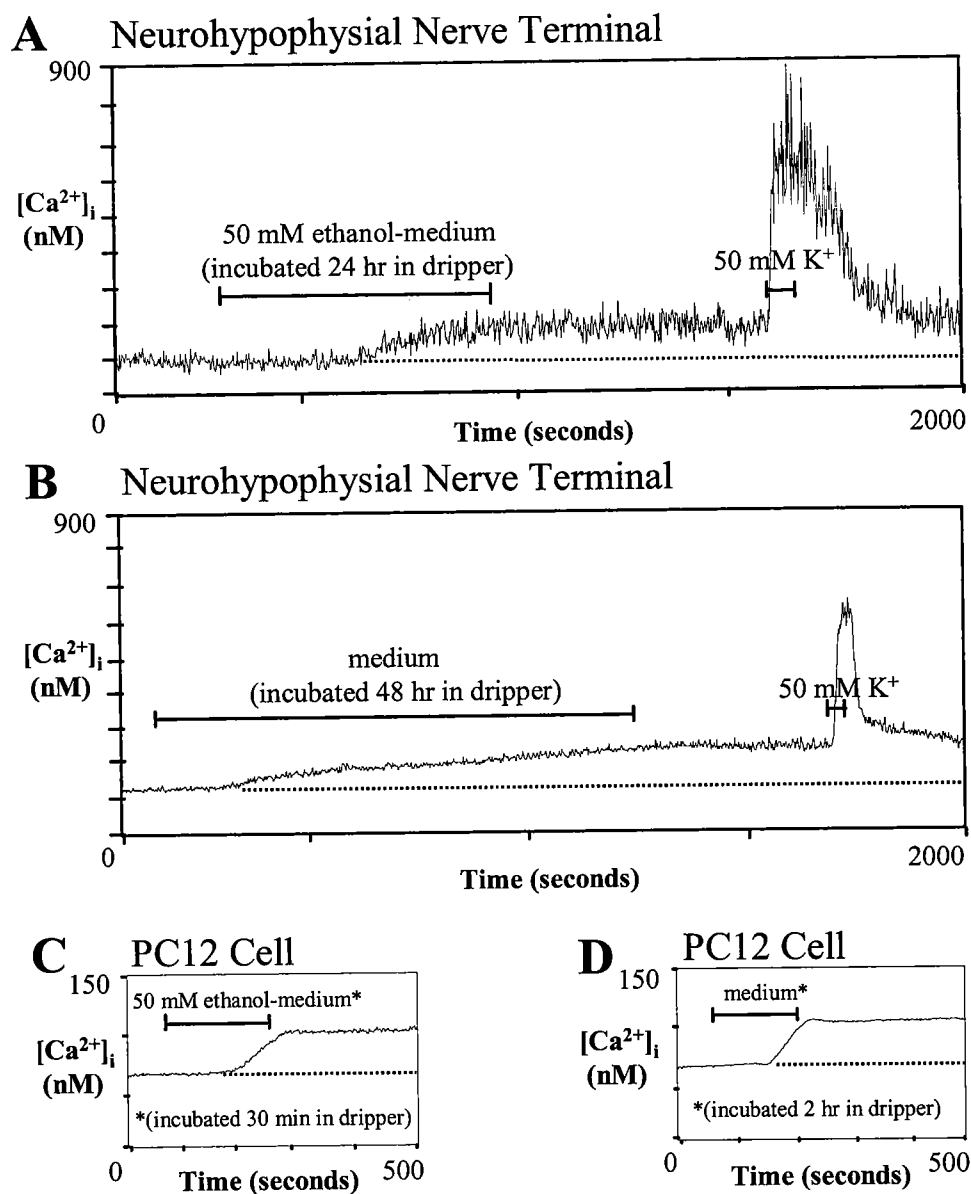 A Neurohypophysial Nerve Terminal
900
[Ca²⁺]ᵢ
(nM)
50 mM ethanol-medium
(incubated 24 hr in dripper)
50 mM K⁺
0
2000
Time (seconds)
B Neurohypophysial Nerve Terminal
900
[Ca²⁺]ᵢ
(nM)
medium
(incubated 48 hr in dripper)
50 mM K⁺
0
2000
Time (seconds)
C PC12 Cell
150
50 mM ethanol-medium*
[Ca²⁺]ᵢ
(nM)
*(incubated 30 min in dripper)
0
500
Time (seconds)
D PC12 Cell
150
medium*
[Ca²⁺]ᵢ
(nM)
*(incubated 2 hr in dripper)
0
500
Time (seconds)